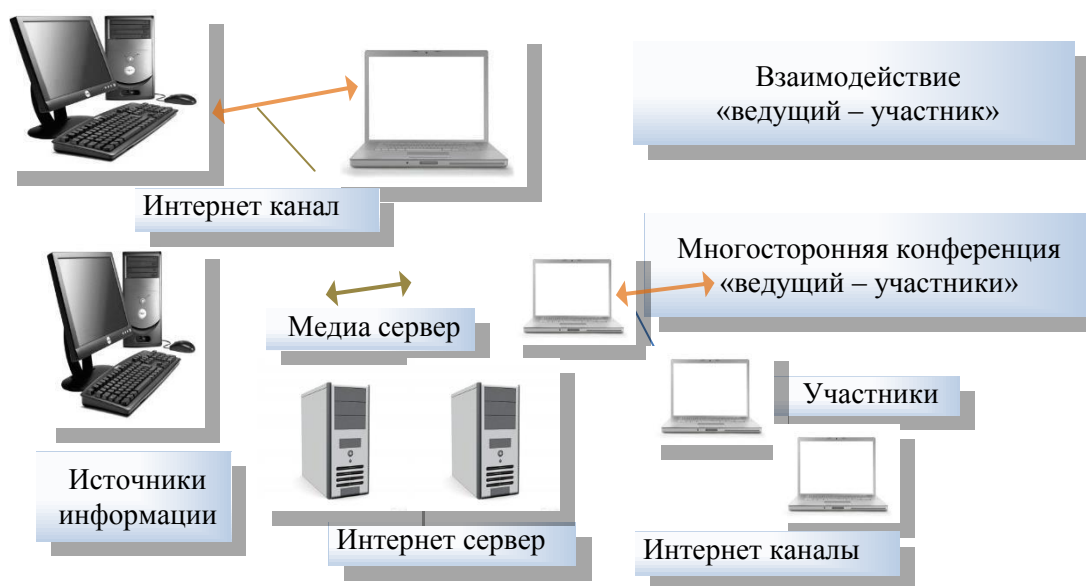 Взаимодействие
«ведущий – участник»
Интернет канал
Многосторонняя конференция
«ведущий – участники»
Медиа сервер
Участники
Источники
информации
Интернет сервер
Интернет каналы